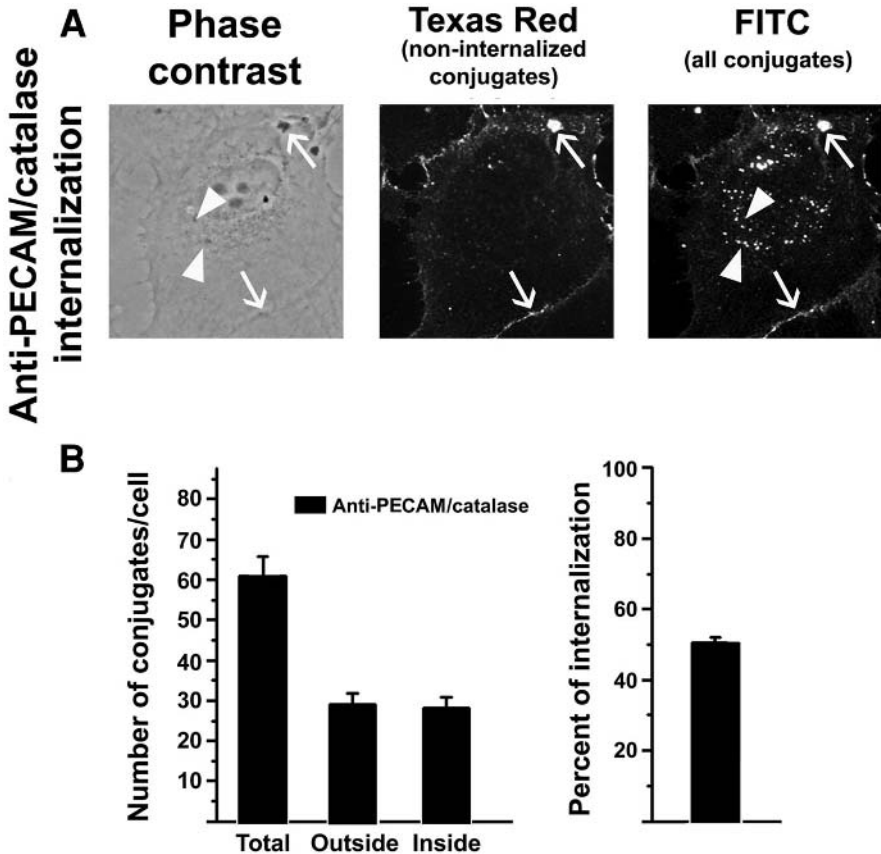 A
Phase
contrast
Texas Red
(non-internalized
conjugates)
FITC
(all conjugates)
Anti-PECAM/catalase
internalization
B
Number of conjugates/cell
80
70
60
50
40
30
20
10
Anti-PECAM/catalase
Total Outside Inside
Percent of internalization
100
80
60
40
20